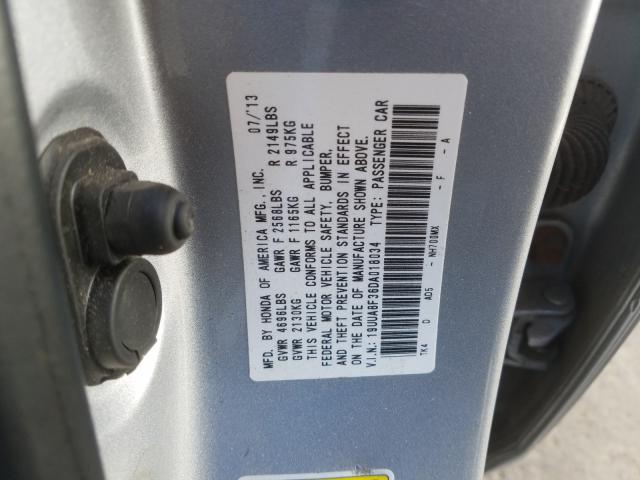 MFD. BY HONDA OF AMERICA MFG., INC. 07/'13
GVWR 4696LBS GAWR F 2568LBS R 2149LBS
GVWR 2130KG GAWR F 1165KG R 975KG
THIS VEHICLE CONFORMS TO ALL APPLICABLE
FEDERAL MOTOR VEHICLE SAFETY, BUMPER,
AND THEFT PREVENTION STANDARDS IN EFFECT
ON THE DATE OF MANUFACTURE SHOWN ABOVE.
V.I.N.: 19UUA8F36DA018034 TYPE: PASSENGER CAR
TK4 D AD5 - NH700MX - F - A